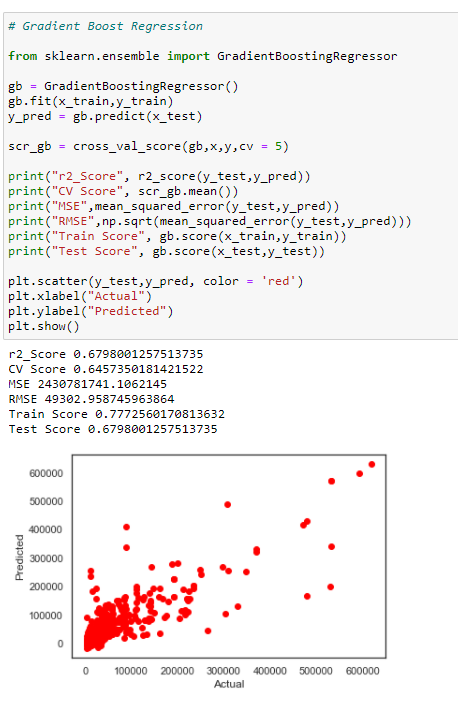 # Gradient Boost Regression
from sklearn.ensemble import GradientBoostingRegressor
gb = GradientBoostingRegressor()
gb.fit(x_train,y_train)
y_pred = gb.predict(x_test)
scr_gb = cross_val_score(gb,x,y,cv = 5)
print("r2_Score", r2_score(y_test,y_pred))
print("CV Score", scr_gb.mean())
print("MSE",mean_squared_error(y_test,y_pred))
print("RMSE",np.sqrt(mean_squared_error(y_test,y_pred)))
print("Train Score", gb.score(x_train,y_train))
print("Test Score", gb.score(x_test,y_test))
plt.scatter(y_test,y_pred, color = 'red')
plt.xlabel("Actual")
plt.ylabel("Predicted")
plt.show()
r2_Score 0.6798001257513735
CV Score 0.6457350181421522
MSE 2430781741.1062145
RMSE 49302.958745963864
Train Score 0.7772560170813632
Test Score 0.6798001257513735
600000
500000
400000
300000
200000
100000
0
Predicted
0 100000 200000 300000 400000 500000 600000
Actual